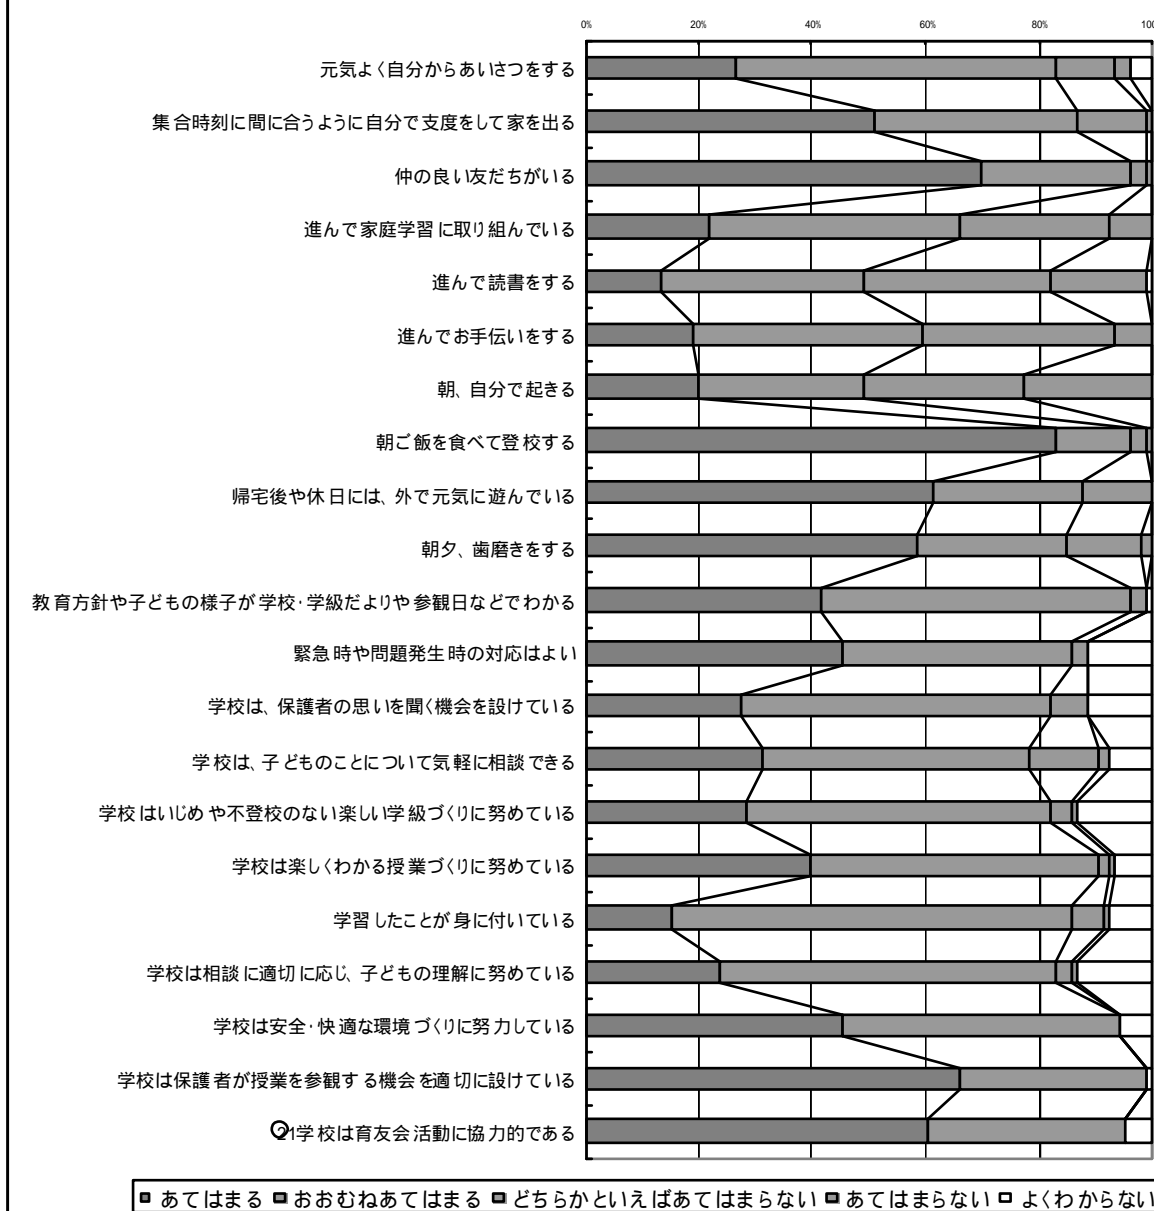 0% 20% 40% 60% 80% 100
元気よく自分からあいさつをする
集合時刻に間に合うように自分で支度をして家を出る
仲の良い友だちがいる
進んで家庭学習に取り組んでいる
進んで読書をする
進んでお手伝いをする
朝、自分で起きる
朝ご飯を食べて登校する
帰宅後や休日には、外で元気に遊んでいる
朝夕、歯磨きをする
教育方針や子どもの様子が学校・学級だよりや参観日などでわかる
緊急時や問題発生時の対応はよい
学校は、保護者の思いを聞く機会を設けている
学校は、子どものことについて気軽に相談できる
学校はいじめや不登校のない楽しい学級づくりに努めている
学校は楽しくわかる授業づくりに努めている
学習したことが身に付いている
学校は相談に適切に応じ、子どもの理解に努めている
学校は安全・快適な環境づくりに努力している
学校は保護者が授業を参観する機会を適切に設けている
21学校は育友会活動に協力的である
あてはまる おおむねあてはまる どちらかといえばあてはまらない あてはまらない よくわからない